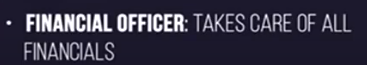 • FINANCIAL OFFICER: TAKES CARE OF ALL
FINANCIALS